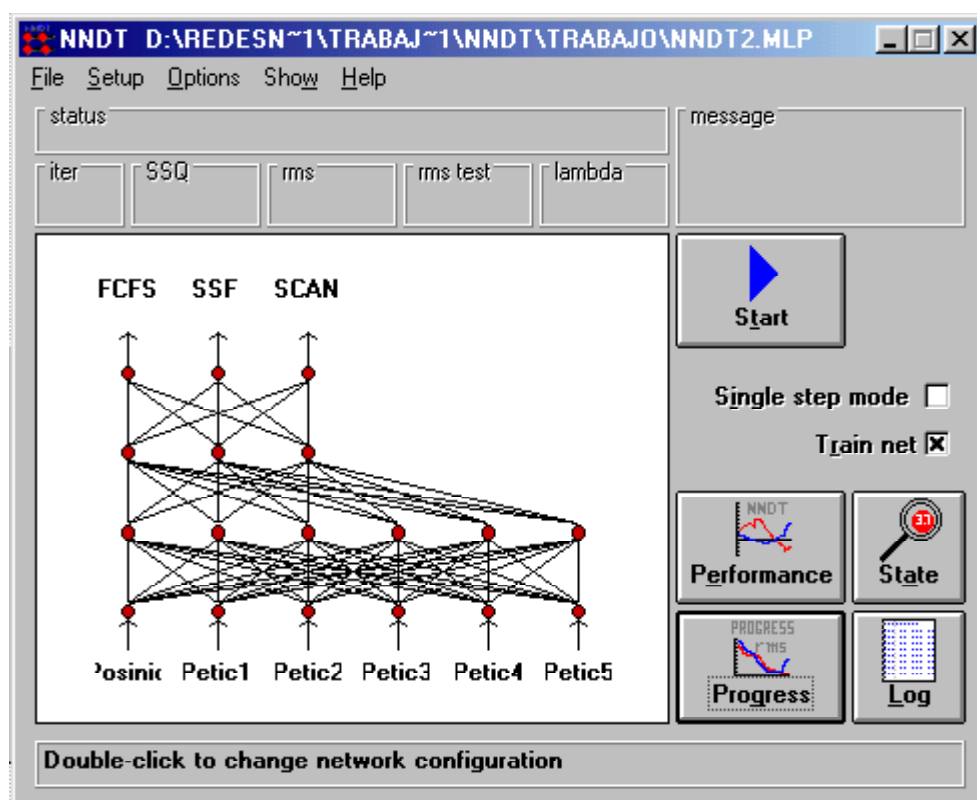 NNDT D:\REDESN~1\TRABAJ~1\NNDT\TRABAJO\NNDT2.MLP
File Setup Options Show Help
status
message
iter SSQ rms rms test lambda
FCFS SSF SCAN
Start
Single step mode
Train net
NNDT
Performance
State
PROGRESS
rms
Progress
Log
Posinic Petic1 Petic2 Petic3 Petic4 Petic5
Double-click to change network configuration